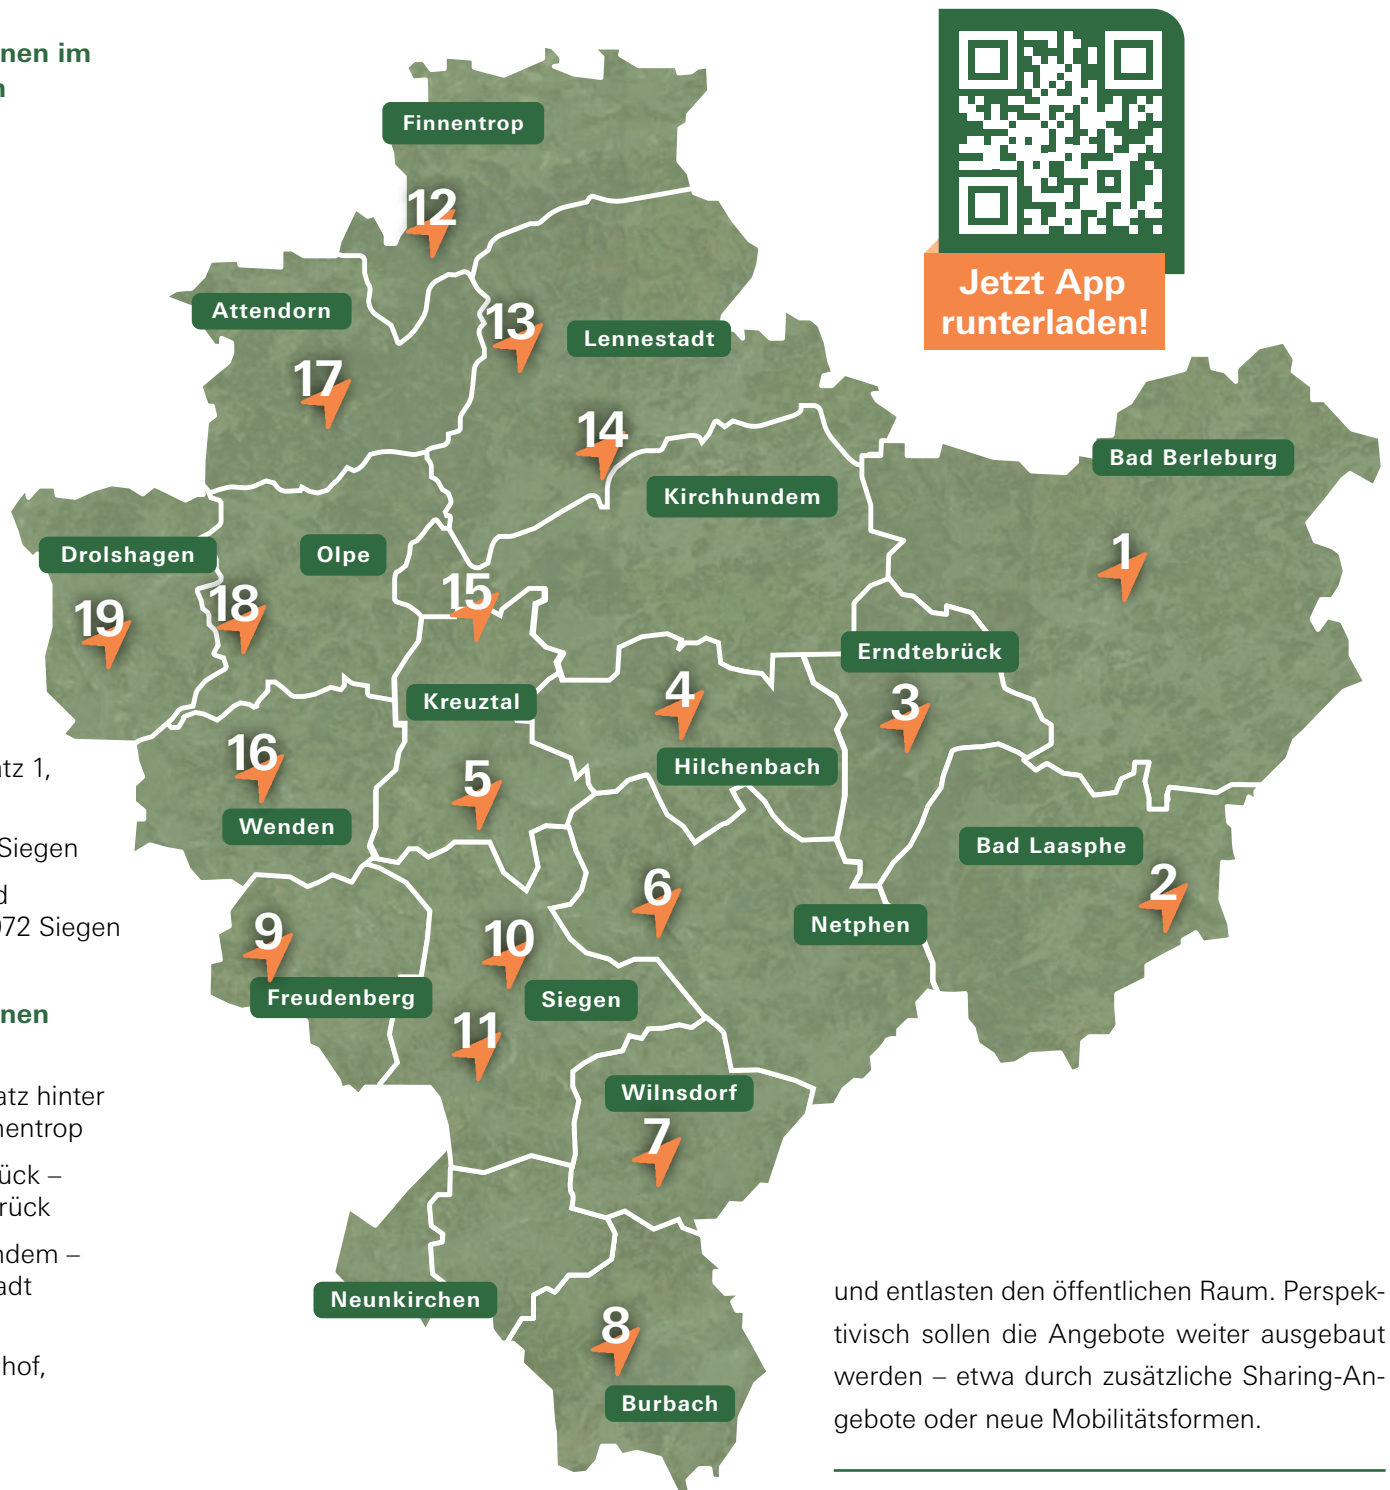 nen im
Finnentrop
12
Attendorn
13
Lennestadt
17
14
Jetzt App
runterladen!
Bad Berleburg
Kirchhundem
Drolshagen
Olpe
1
15
18
19
Erndtebrück
Kreuztal
4
3
16
5
Hilchenbach
Wenden
Bad Laasphe
6
2
9
10
Netphen
Freudenberg
Siegen
11
Wilnsdorf
7
Neunkirchen
8
Burbach
tz 1,
Siegen
072 Siegen
nen
atz hinter
nentrop
ück –
rück
ndem –
adt
hof,
und entlasten den öffentlichen Raum. Perspek-
tivisch sollen die Angebote weiter ausgebaut
werden – etwa durch zusätzliche Sharing-An-
gebote oder neue Mobilitätsformen.